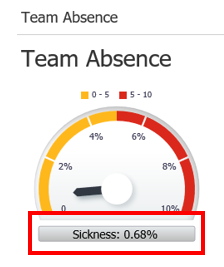 Team Absence
Team Absence
0 - 5 5 - 10
4% 6%
2% 8%
0 10%
Sickness: 0.68%